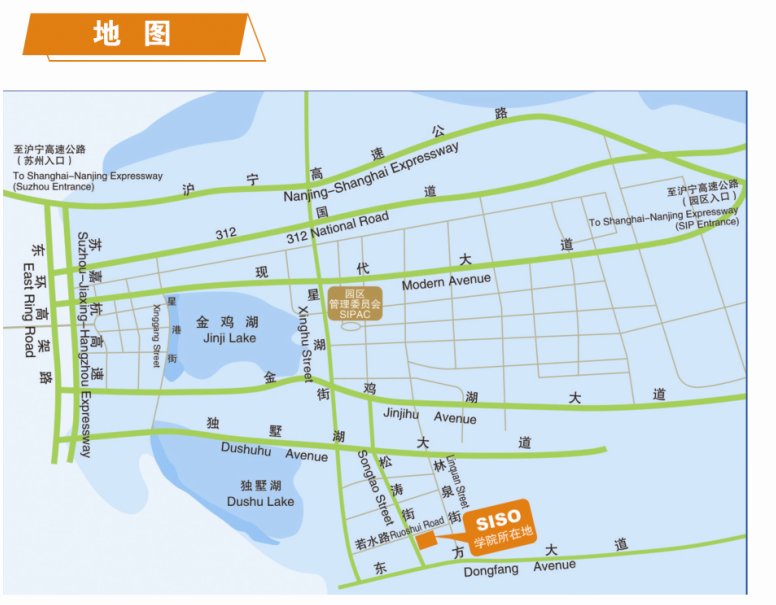 地 图
至沪宁高速公路
(苏州入口)
To Shanghai–Nanjing Expressway
(Suzhou Entrance)
沪 宁 高 速 公 路
Nanjing–Shanghai Expressway
至沪宁高速公路
(园区入口)
To Shanghai–Nanjing Expressway
(SIP Entrance)
312 国 道
312 National Road
现 代 大 道
Modern Avenue
东环高架路
East Ring Road
苏嘉杭高速
Suzhou–Jiaxing–Hangzhou Expressway
星港街
Xinggang Street
金 鸡 湖
Jinji Lake
星湖街
Xinghu Street
园区
管理委员会
SIPAC
金 鸡 湖 大 道
Jinjihu Avenue
独 墅 湖 大 道
Dushuhu Avenue
独墅湖
Dushu Lake
松涛街
Songtao Street
林泉街
Linquan Street
若水路Ruoshui Road
SISO
学院所在地
东 方 大 道
Dongfang Avenue